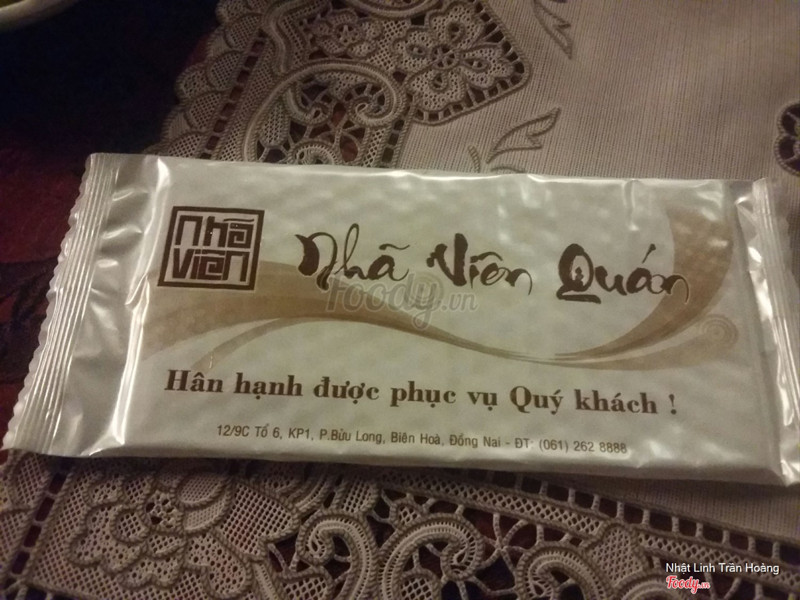 nhã
viên
Nhã Viên Quán
foody.vn
Hân hạnh được phục vụ Quý khách !
12/9C Tổ 6, KP1, P.Bửu Long, Biên Hoà, Đồng Nai - ĐT: (061) 262 8888
Nhật Linh Trần Hoàng
Foody.vn